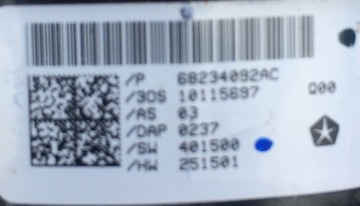 /P 68234092AC
/3OS 10115697 Q00
/AS 03
/DAP 0237
/SW 401500
/HW 251501